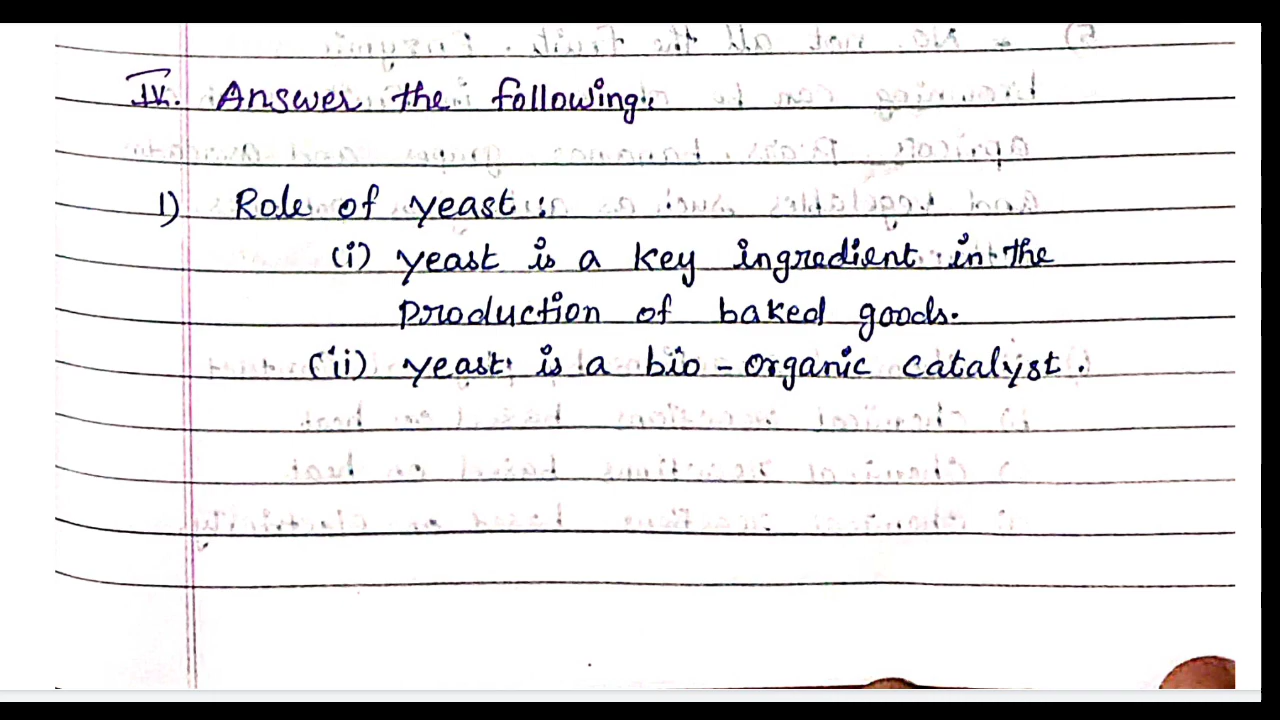 IV. Answer the following:
1) Role of yeast:
(i) yeast is a key ingredient in the
production of baked goods.
(ii) yeast is a bio-organic catalyst.